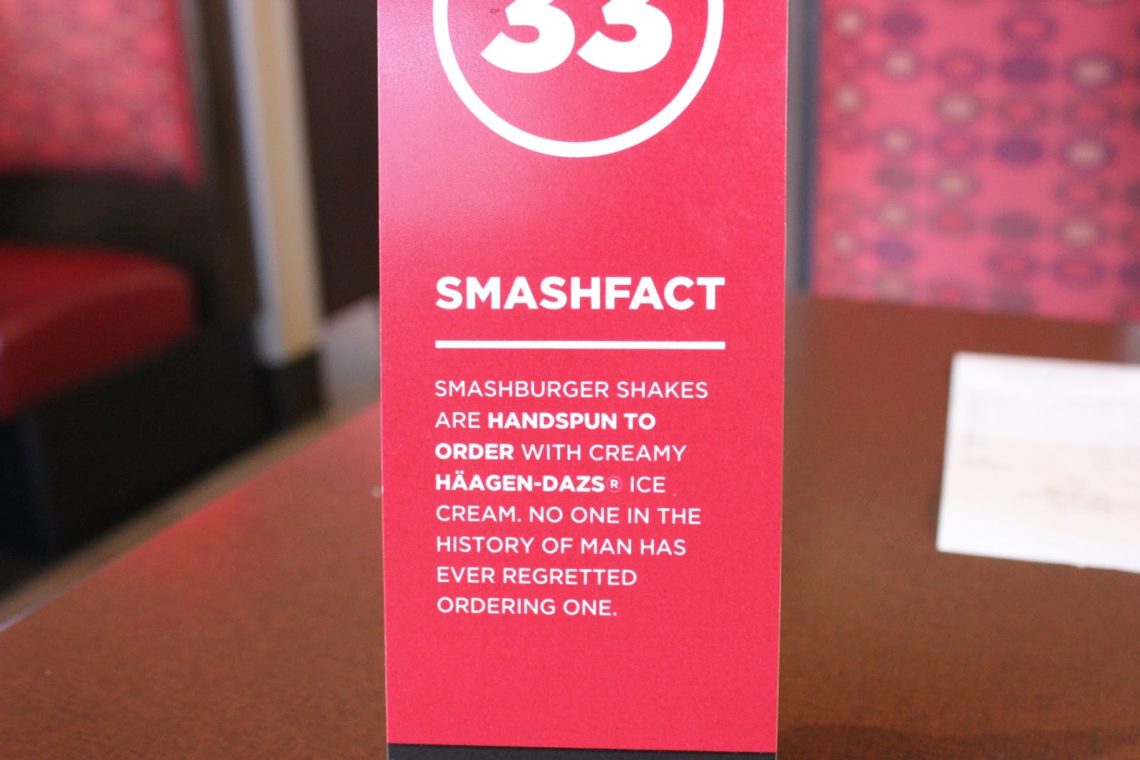 33
SMASHFACT
SMASHBURGER SHAKES
ARE HANDSPUN TO
ORDER WITH CREAMY
HÄAGEN-DAZS® ICE
CREAM. NO ONE IN THE
HISTORY OF MAN HAS
EVER REGRETTED
ORDERING ONE.